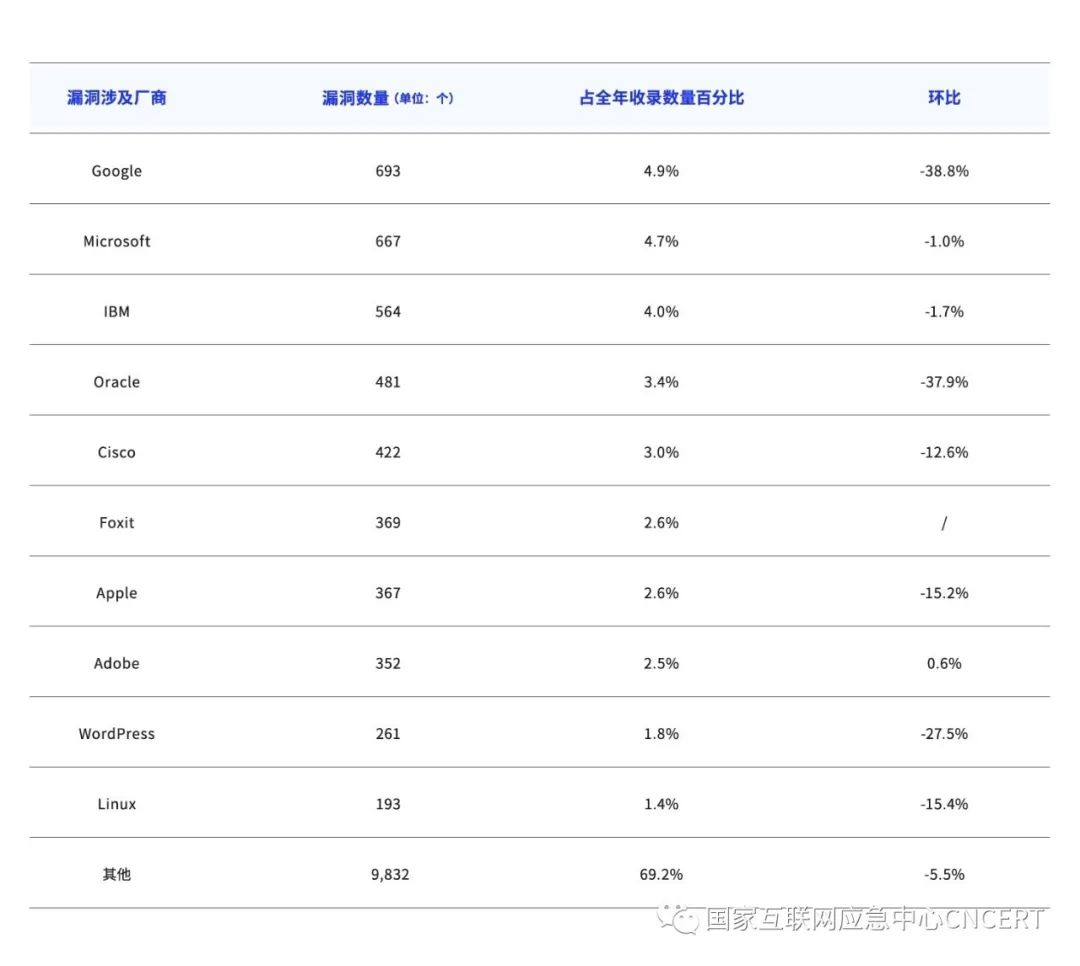 漏洞涉及厂商 漏洞数量（单位：个） 占全年收录数量百分比 环比
Google 693 4.9% -38.8%
Microsoft 667 4.7% -1.0%
IBM 564 4.0% -1.7%
Oracle 481 3.4% -37.9%
Cisco 422 3.0% -12.6%
Foxit 369 2.6% /
Apple 367 2.6% -15.2%
Adobe 352 2.5% 0.6%
WordPress 261 1.8% -27.5%
Linux 193 1.4% -15.4%
其他 9,832 69.2% -5.5%
国家互联网应急中心CNCERT